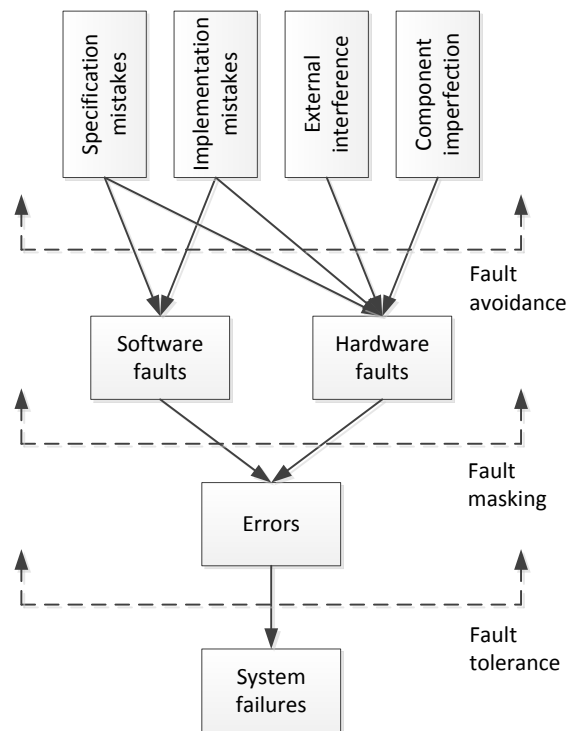 Specification
mistakes
Implementation
mistakes
External
interference
Component
imperfection
Fault
avoidance
Software
faults
Hardware
faults
Fault
masking
Errors
Fault
tolerance
System
failures